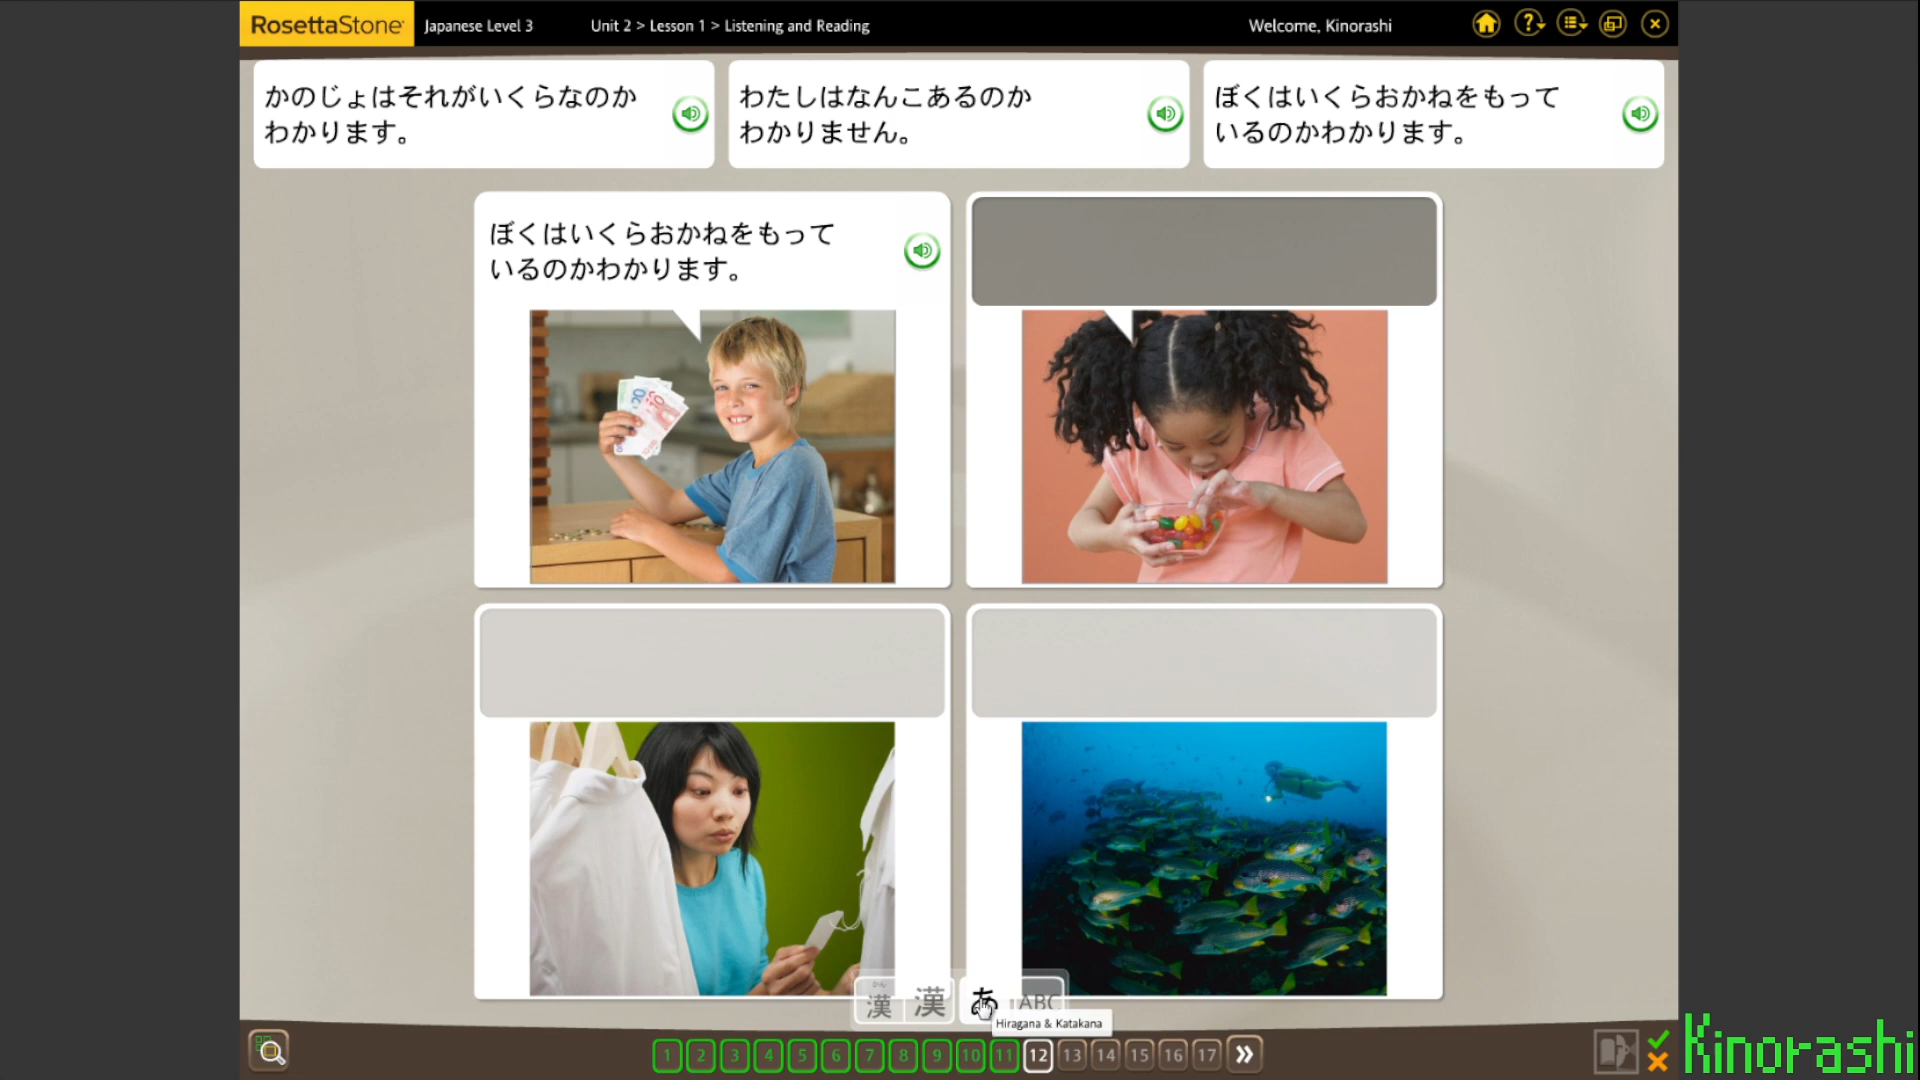 RosettaStone
Japanese Level 3
Unit 2 > Lesson 1 > Listening and Reading
Welcome, Kinorashi
かのじょはそれがいくらなのか
わかります。
わたしはなんこあるのか
わかりません。
ぼくはいくらおかねをもって
いるのかわかります。
ぼくはいくらおかねをもって
いるのかわかります。
20
10
かん
漢
漢
あ
ABC
Hiragana & Katakana
1 2 3 4 5 6 7 8 9 10 11 12 13 14 15 16 17
Kinorashi